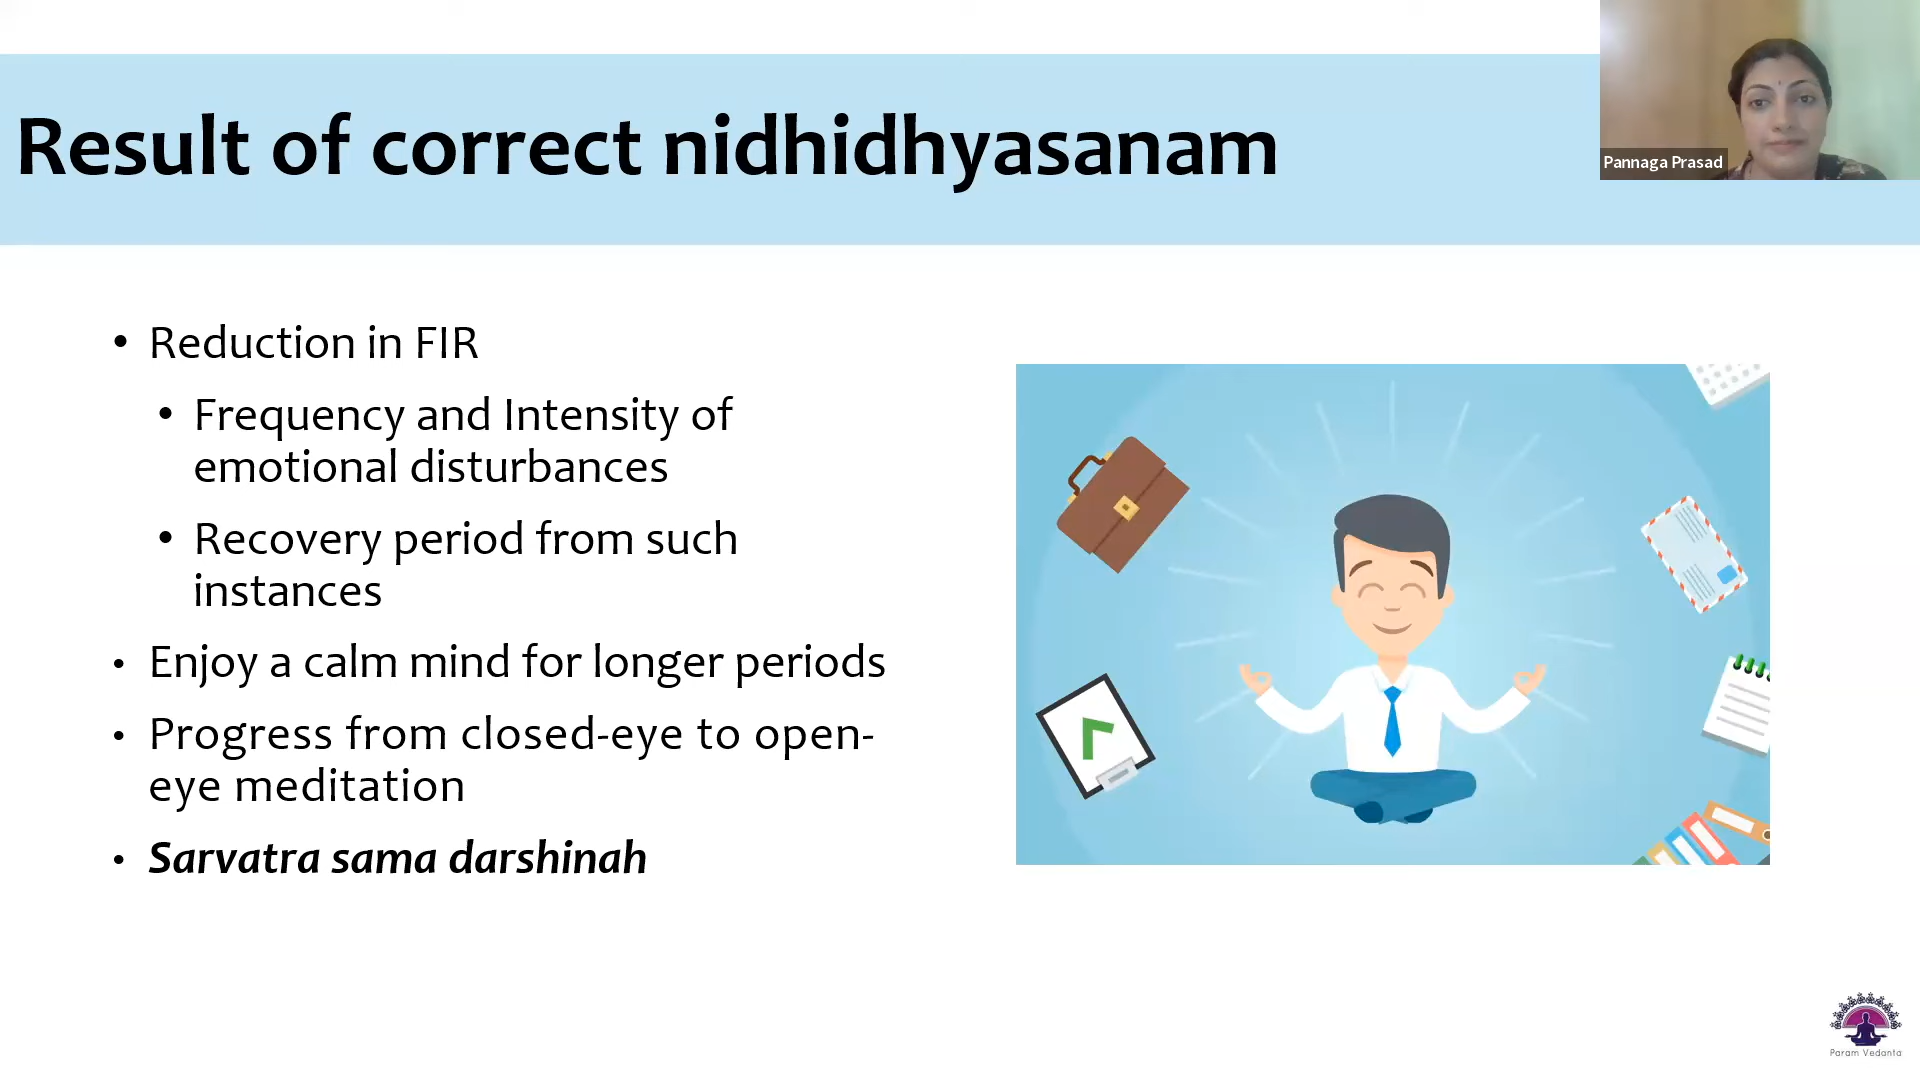 Result of correct nidhidhyasanam
Pannaga Prasad
• Reduction in FIR
• Frequency and Intensity of
emotional disturbances
• Recovery period from such
instances
• Enjoy a calm mind for longer periods
• Progress from closed-eye to open-
eye meditation
• Sarvatra sama darshinah
Param Vedanta